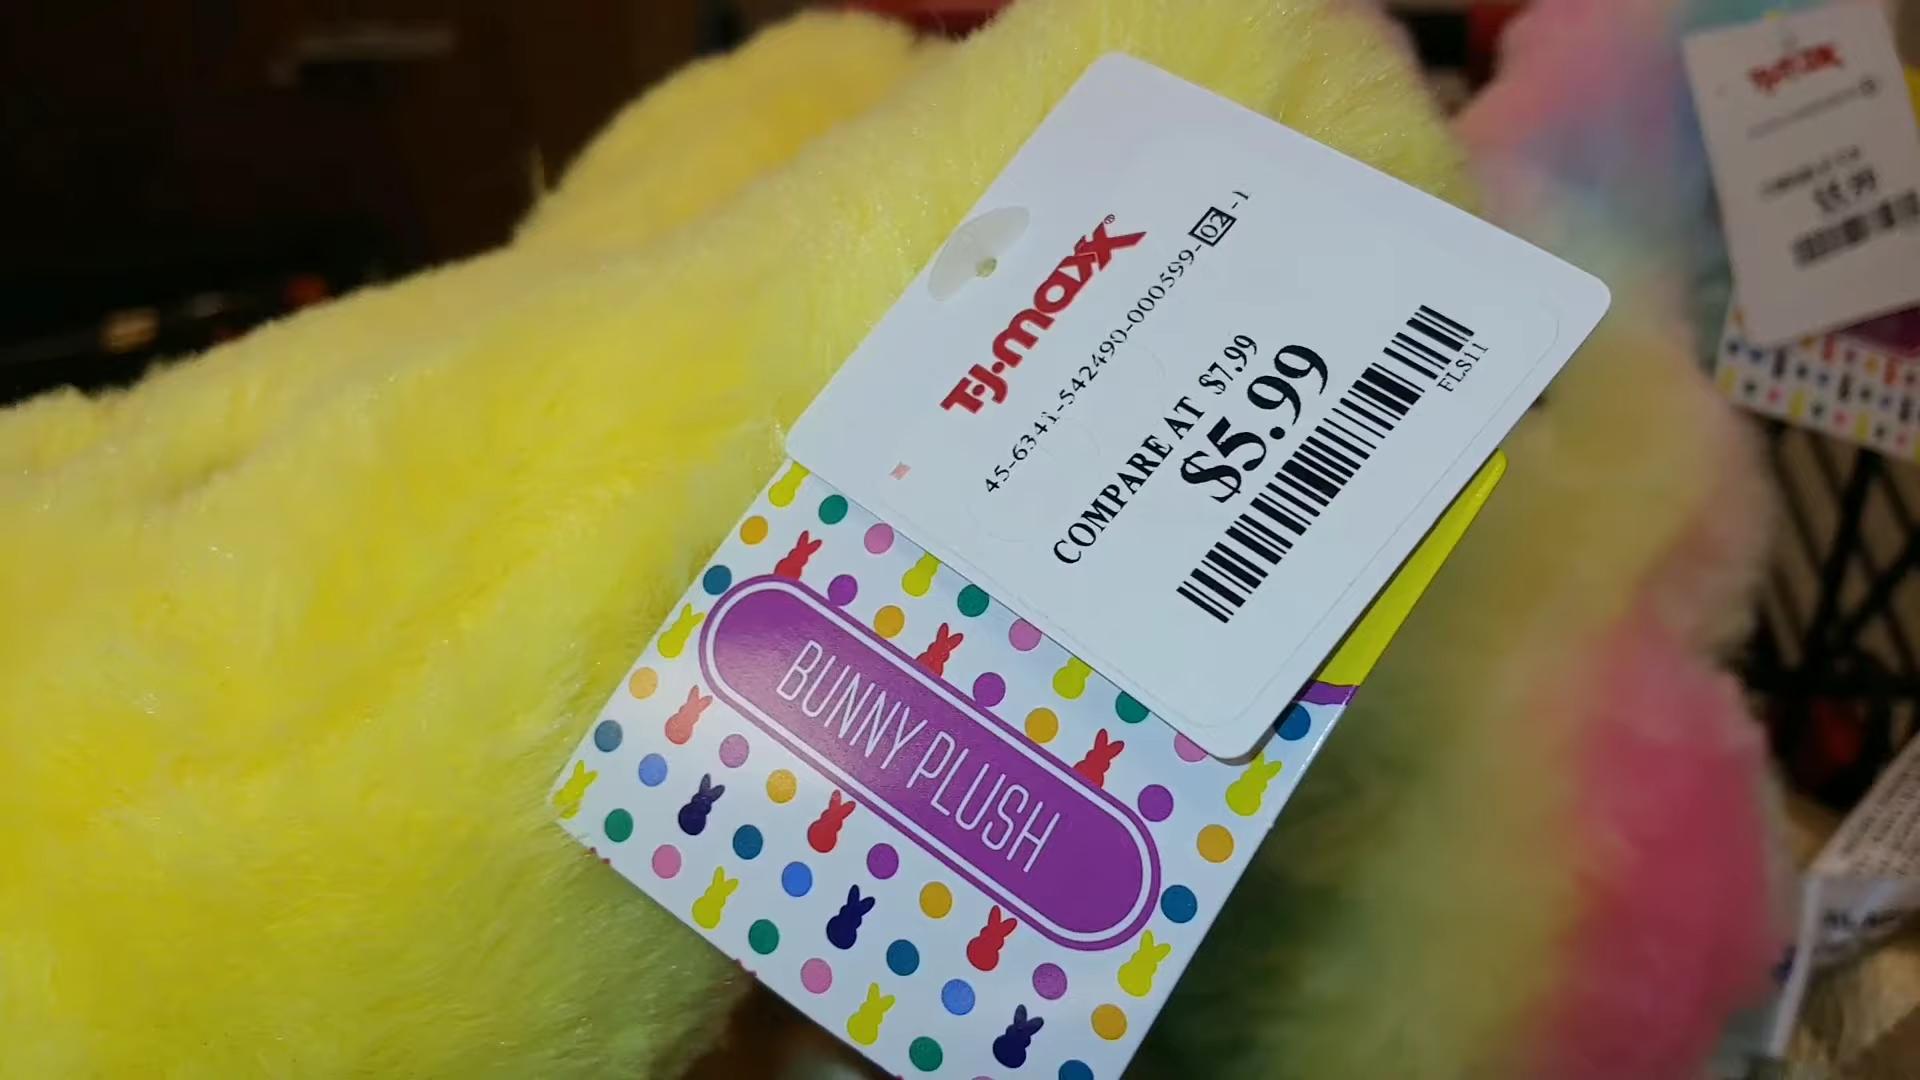 T·J·maxx®
45-6341-542490-000599-02-1
COMPARE AT $7.99
$5.99
FLS11
BUNNY PLUSH
$5.99